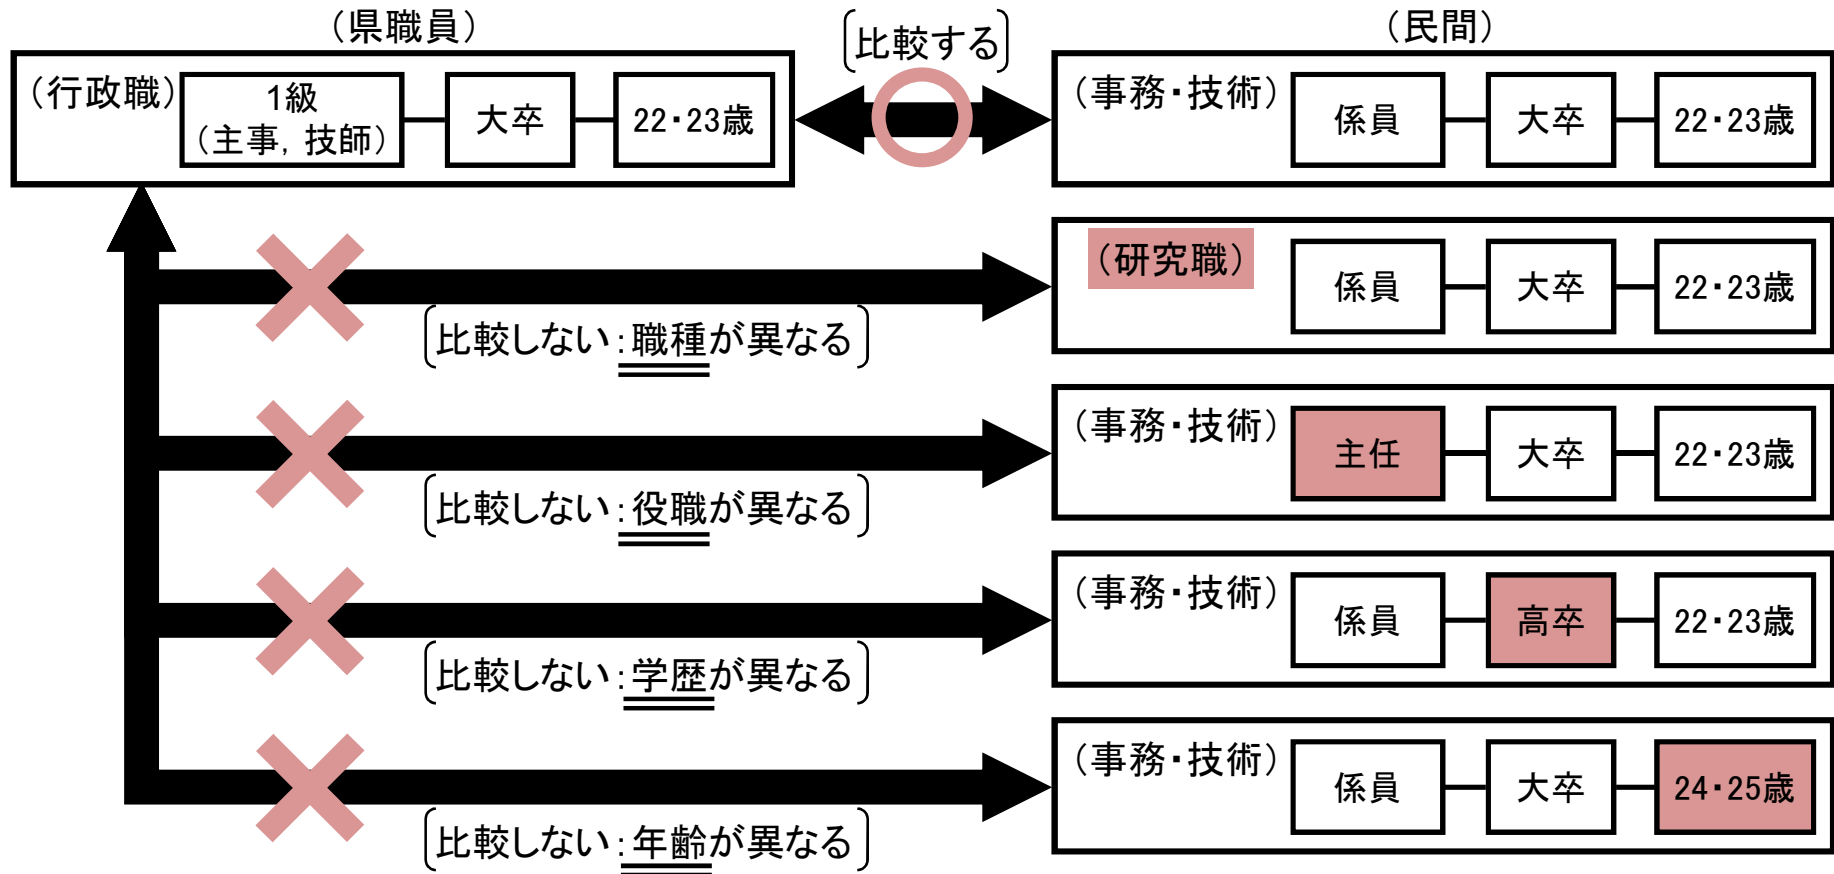 （県職員）
〔比較する〕
（民間）
（行政職）
1級
（主事，技師）
大卒
22・23歳
（事務・技術）
係員
大卒
22・23歳
（研究職）
係員
大卒
22・23歳
〔比較しない：職種が異なる〕
（事務・技術）
主任
大卒
22・23歳
〔比較しない：役職が異なる〕
（事務・技術）
係員
高卒
22・23歳
〔比較しない：学歴が異なる〕
（事務・技術）
係員
大卒
24・25歳
〔比較しない：年齢が異なる〕